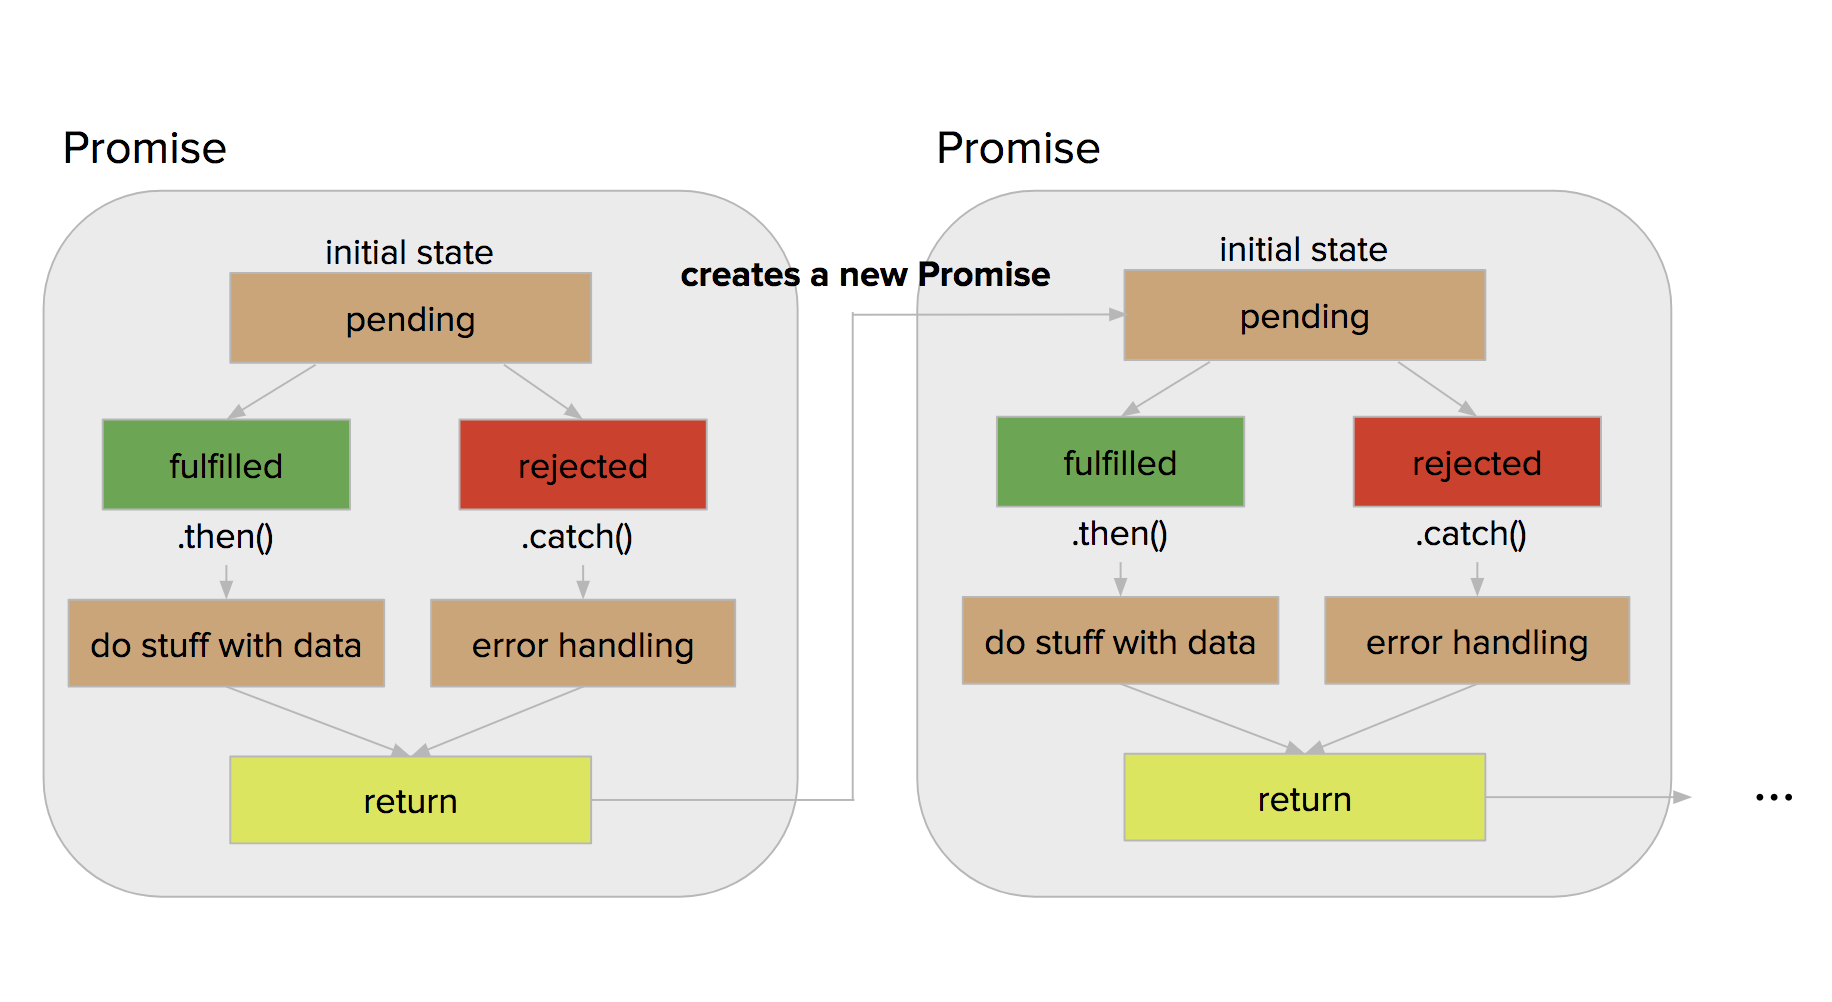 Promise
initial state
pending
fulfilled
rejected
.then()
.catch()
do stuff with data
error handling
return
creates a new Promise
Promise
initial state
pending
fulfilled
rejected
.then()
.catch()
do stuff with data
error handling
return
...